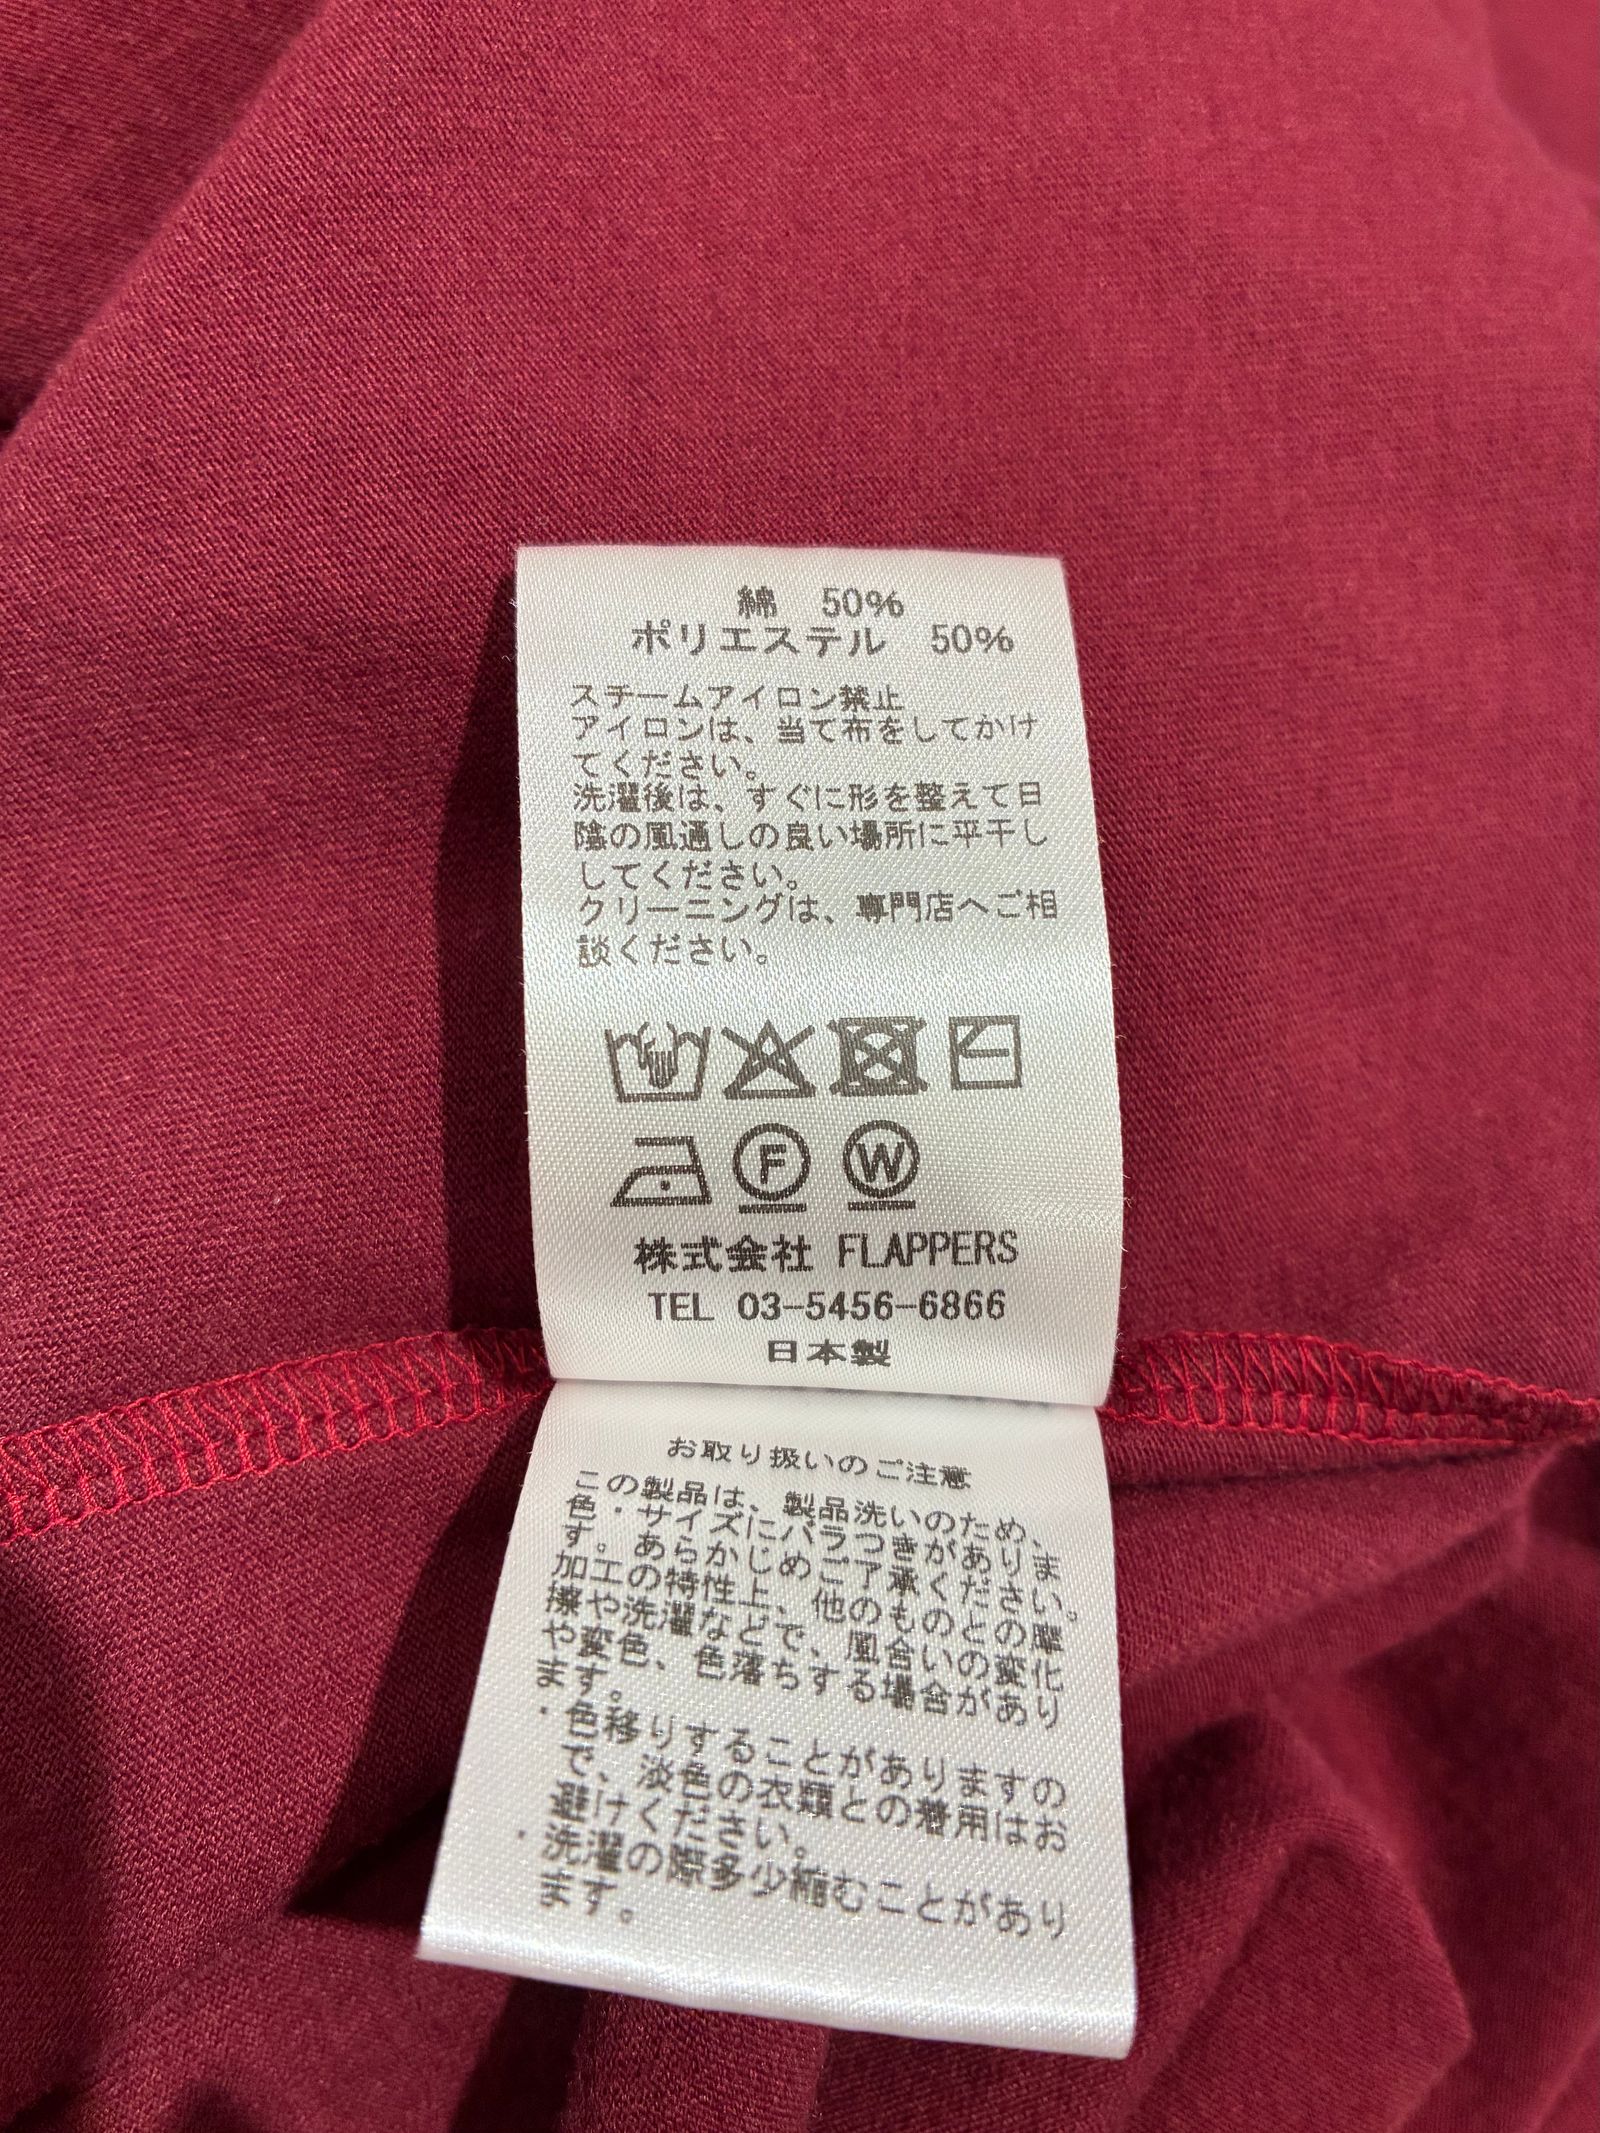 綿 50%
ポリエステル 50%
スチームアイロン禁止
アイロンは、当て布をしてかけ
てください。
洗濯後は、すぐに形を整えて日
陰の風通しの良い場所に平干し
してください。
クリーニングは、専門店へご相
談ください。
F W
株式会社 FLAPPERS
TEL 03-5456-6866
日本製
お取り扱いのご注意
この製品は、製品洗いのため、
色・サイズにバラつきがありま
す。あらかじめご了承ください。
加工の特性上、他のものとの摩
擦や洗濯などで、風合いの変化
や変色、色落ちする場合があり
ます。
・色移りすることがありますの
で、淡色の衣類との着用はお
避けください。
・洗濯の際多少縮むことがあり
ます。